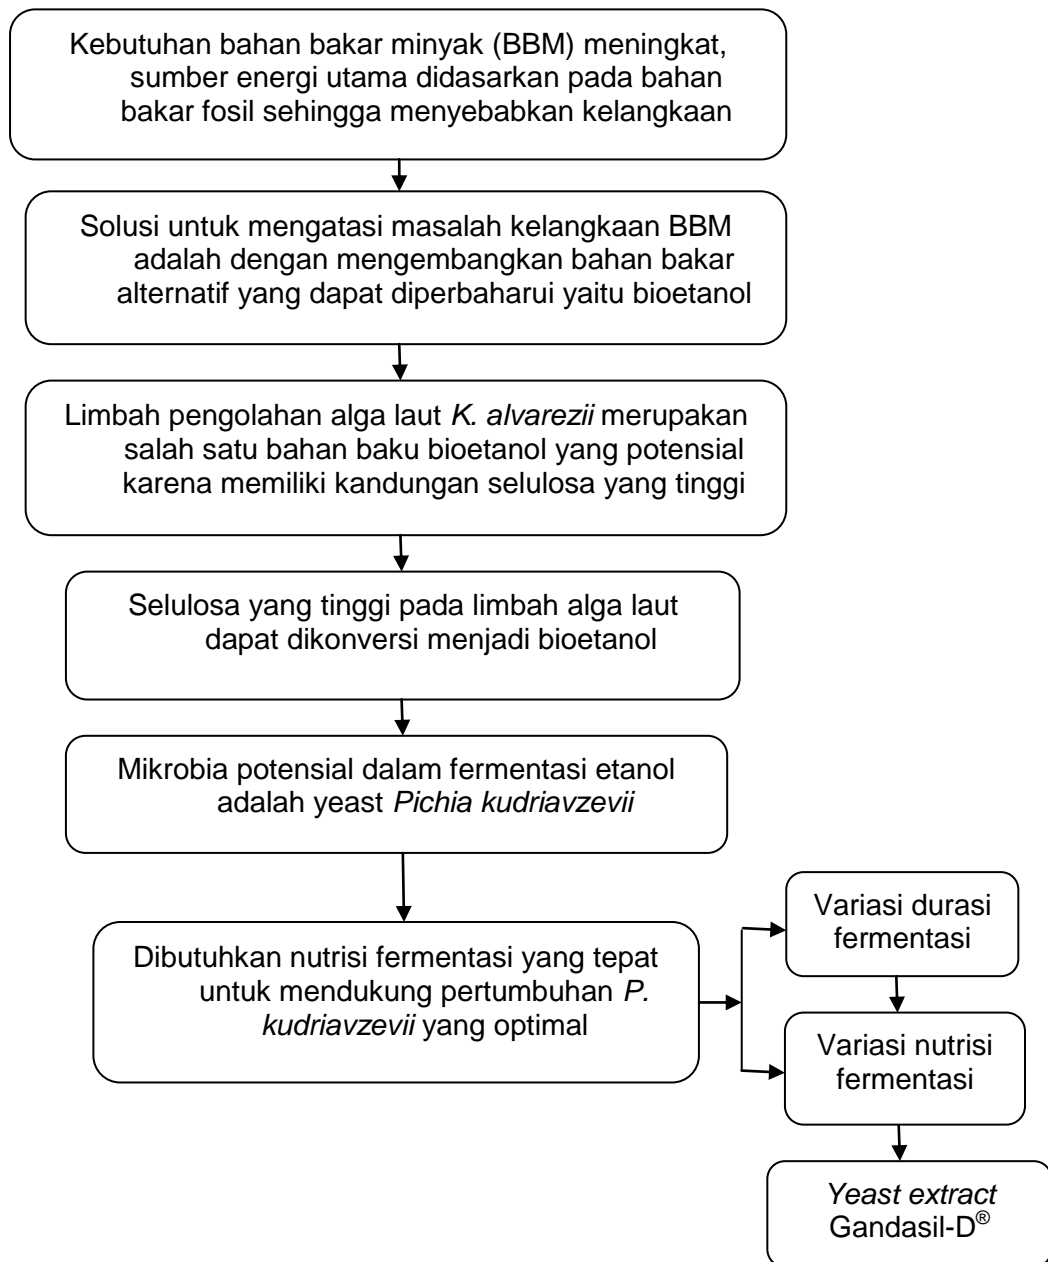 Kebutuhan bahan bakar minyak (BBM) meningkat,
sumber energi utama didasarkan pada bahan
bakar fosil sehingga menyebabkan kelangkaan
Solusi untuk mengatasi masalah kelangkaan BBM
adalah dengan mengembangkan bahan bakar
alternatif yang dapat diperbaharui yaitu bioetanol
Limbah pengolahan alga laut K. alvarezii merupakan
salah satu bahan baku bioetanol yang potensial
karena memiliki kandungan selulosa yang tinggi
Selulosa yang tinggi pada limbah alga laut
dapat dikonversi menjadi bioetanol
Mikrobia potensial dalam fermentasi etanol
adalah yeast Pichia kudriavzevii
Dibutuhkan nutrisi fermentasi yang tepat
untuk mendukung pertumbuhan P.
kudriavzevii yang optimal
Variasi durasi
fermentasi
Variasi nutrisi
fermentasi
Yeast extract
Gandasil-D®